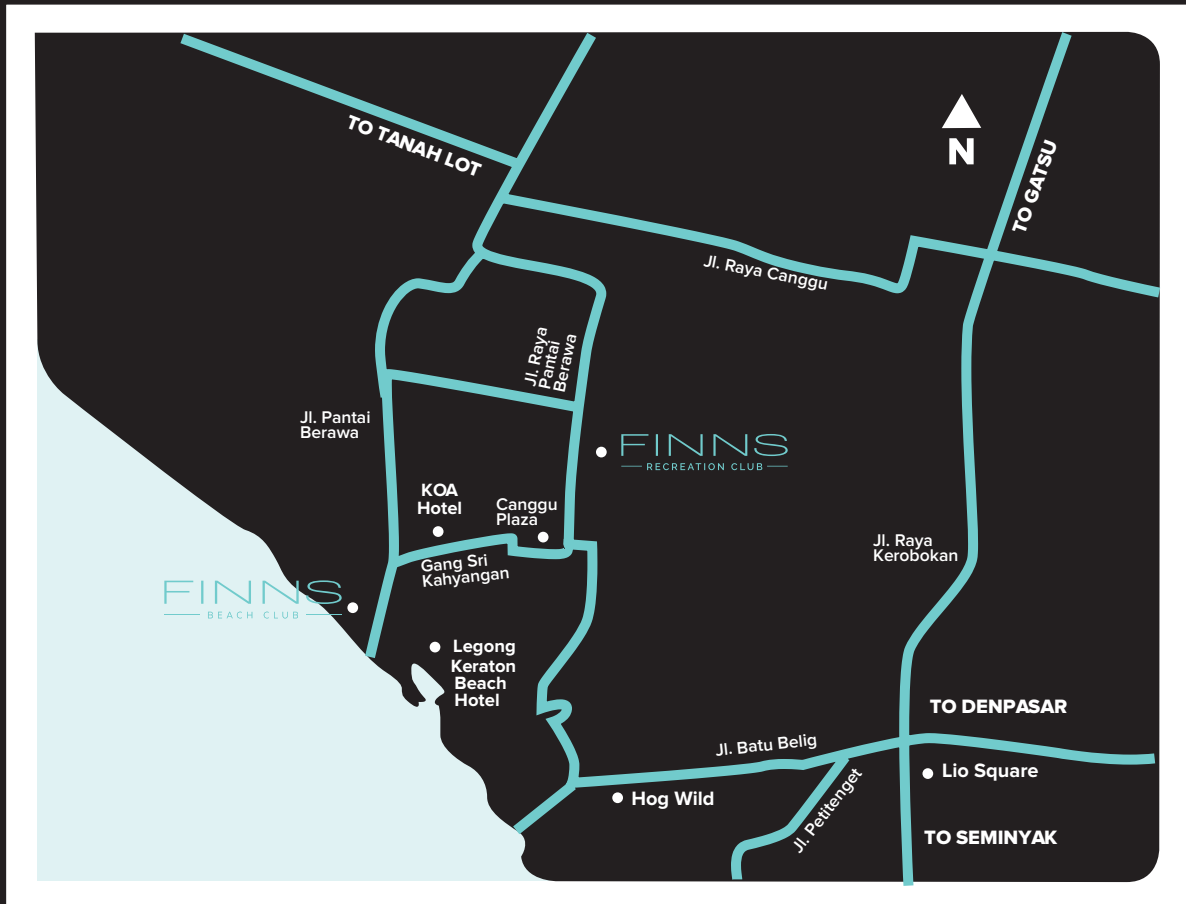 TO TANAH LOT
N
TO GATSU
Jl. Raya Canggu
Jl. Raya
Pantai
Berawa
Jl. Pantai
Berawa
FINNS
RECREATION CLUB
KOA
Hotel
Canggu
Plaza
Gang Sri
Kahyangan
Jl. Raya
Kerobokan
FINNS
BEACH CLUB
Legong
Keraton
Beach
Hotel
TO DENPASAR
Jl. Batu Belig
Lio Square
Hog Wild
Jl. Petitenget
TO SEMINYAK